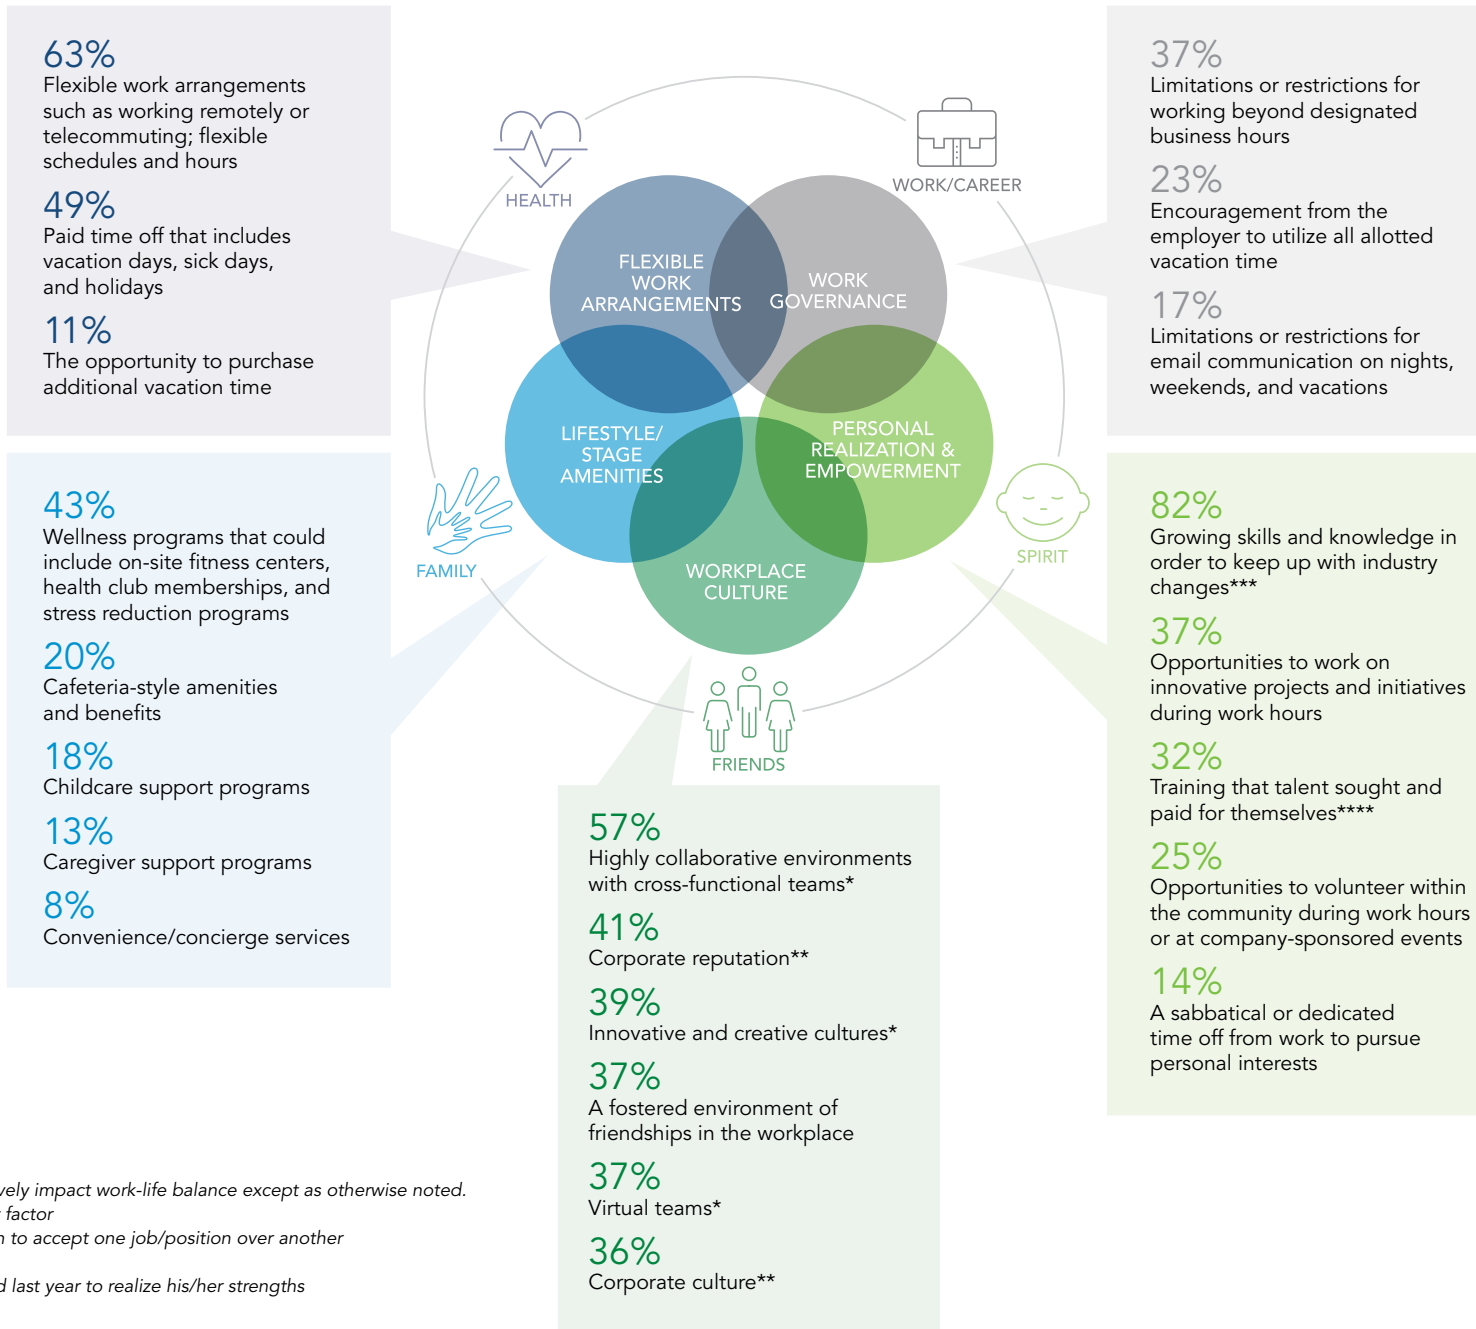 63%
Flexible work arrangements
such as working remotely or
telecommuting; flexible
schedules and hours
49%
Paid time off that includes
vacation days, sick days,
and holidays
11%
The opportunity to purchase
additional vacation time
43%
Wellness programs that could
include on-site fitness centers,
health club memberships, and
stress reduction programs
20%
Cafeteria-style amenities
and benefits
18%
Childcare support programs
13%
Caregiver support programs
8%
Convenience/concierge services
HEALTH
WORK/CAREER
FLEXIBLE
WORK
ARRANGEMENTS
WORK
GOVERNANCE
LIFESTYLE/
STAGE
AMENITIES
PERSONAL
REALIZATION &
EMPOWERMENT
WORKPLACE
CULTURE
FAMILY
SPIRIT
FRIENDS
57%
Highly collaborative environments
with cross-functional teams*
41%
Corporate reputation**
39%
Innovative and creative cultures*
37%
A fostered environment of
friendships in the workplace
37%
Virtual teams*
36%
Corporate culture**
37%
Limitations or restrictions for
working beyond designated
business hours
23%
Encouragement from the
employer to utilize all allotted
vacation time
17%
Limitations or restrictions for
email communication on nights,
weekends, and vacations
82%
Growing skills and knowledge in
order to keep up with industry
changes***
37%
Opportunities to work on
innovative projects and initiatives
during work hours
32%
Training that talent sought and
paid for themselves****
25%
Opportunities to volunteer within
the community during work hours
or at company-sponsored events
14%
A sabbatical or dedicated
time off from work to pursue
personal interests
impact work-life balance except as otherwise noted.
factor
to accept one job/position over another
last year to realize his/her strengths